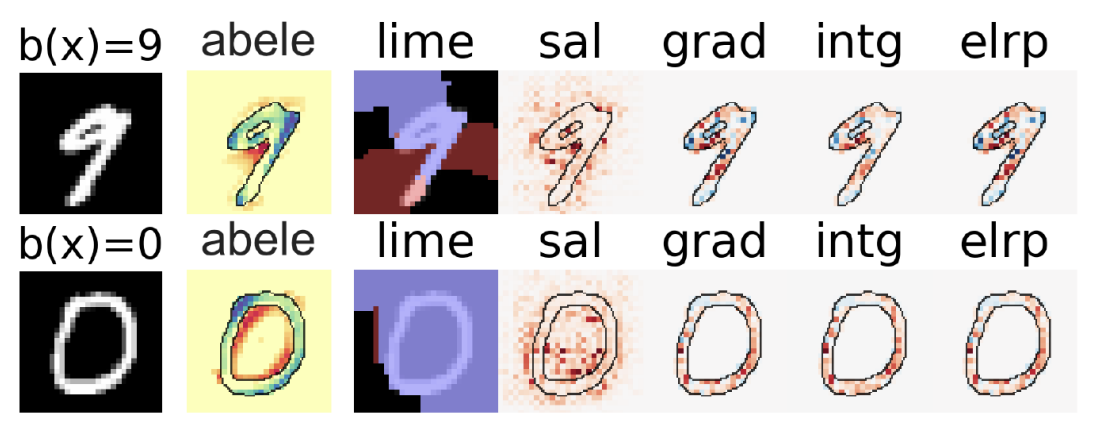 b(x)=9 abele lime sal grad intg elrp
b(x)=0 abele lime sal grad intg elrp